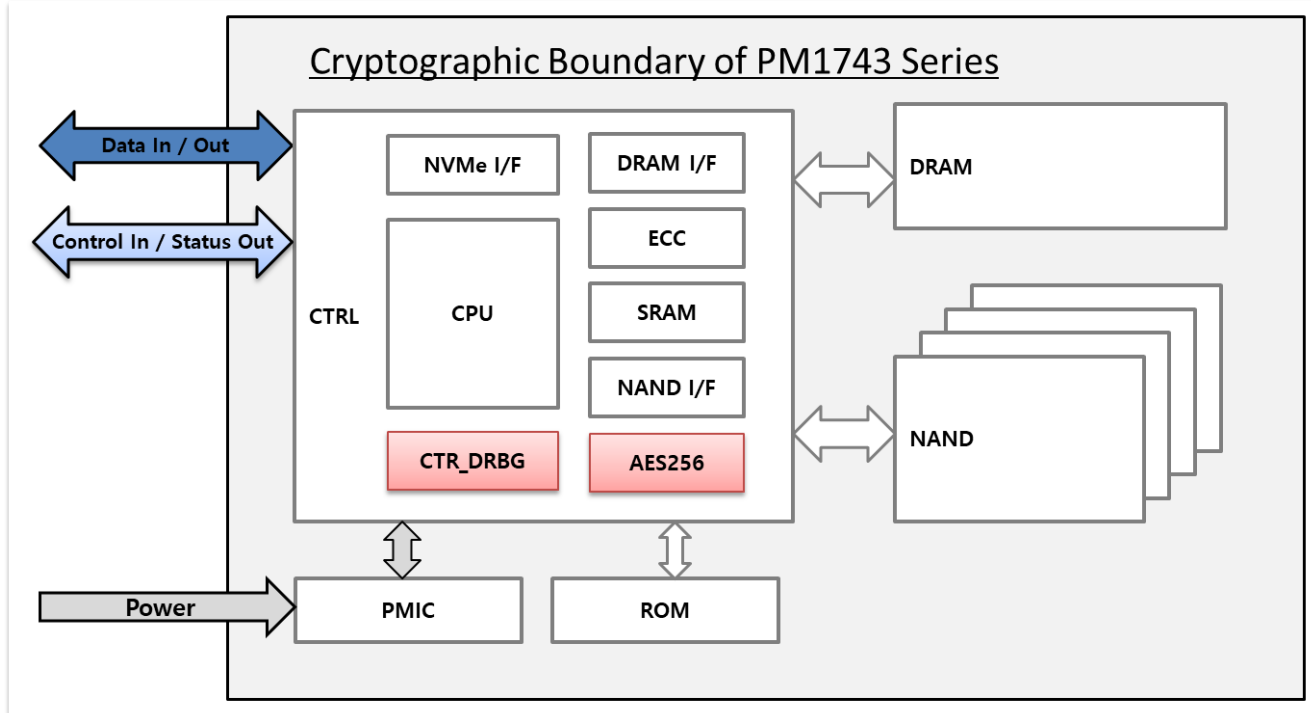 Cryptographic Boundary of PM1743 Series
Data In / Out
Control In / Status Out
Power
CTRL
NVMe I/F
CPU
CTR_DRBG
DRAM I/F
ECC
SRAM
NAND I/F
AES256
DRAM
NAND
PMIC
ROM